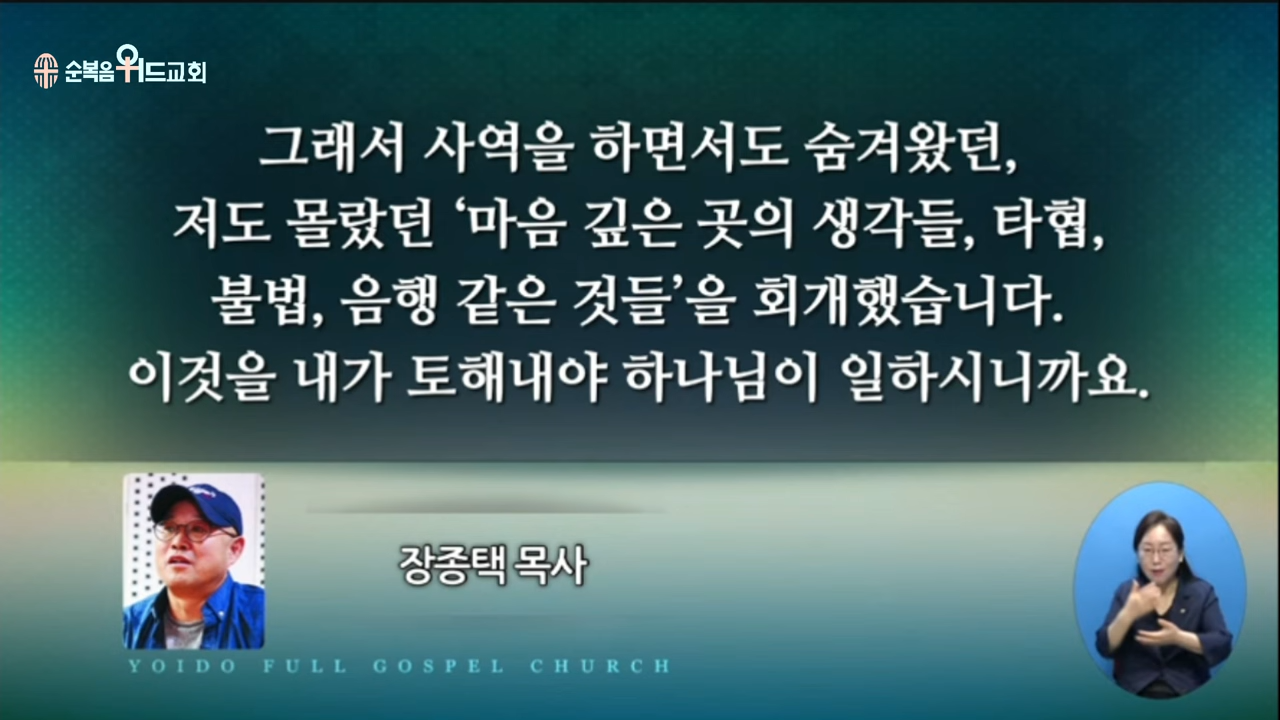 순복음위드교회
그래서 사역을 하면서도 숨겨왔던,
저도 몰랐던 ‘마음 깊은 곳의 생각들, 타협,
불법, 음행 같은 것들’을 회개했습니다.
이것을 내가 토해내야 하나님이 일하시니까요.
장종택 목사
YOIDO FULL GOSPEL CHURCH